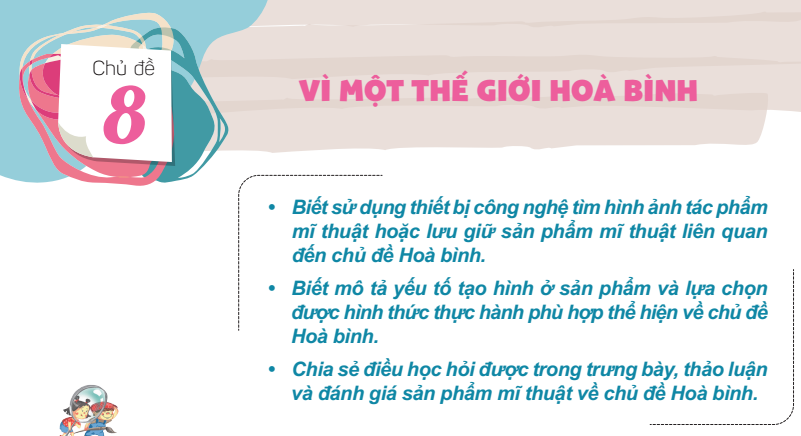 Chủ đề
8
VÌ MỘT THẾ GIỚI HOÀ BÌNH
• Biết sử dụng thiết bị công nghệ tìm hình ảnh tác phẩm
mĩ thuật hoặc lưu giữ sản phẩm mĩ thuật liên quan
đến chủ đề Hoà bình.
• Biết mô tả yếu tố tạo hình ở sản phẩm và lựa chọn
được hình thức thực hành phù hợp thể hiện về chủ đề
Hoà bình.
• Chia sẻ điều học hỏi được trong trưng bày, thảo luận
và đánh giá sản phẩm mĩ thuật về chủ đề Hoà bình.